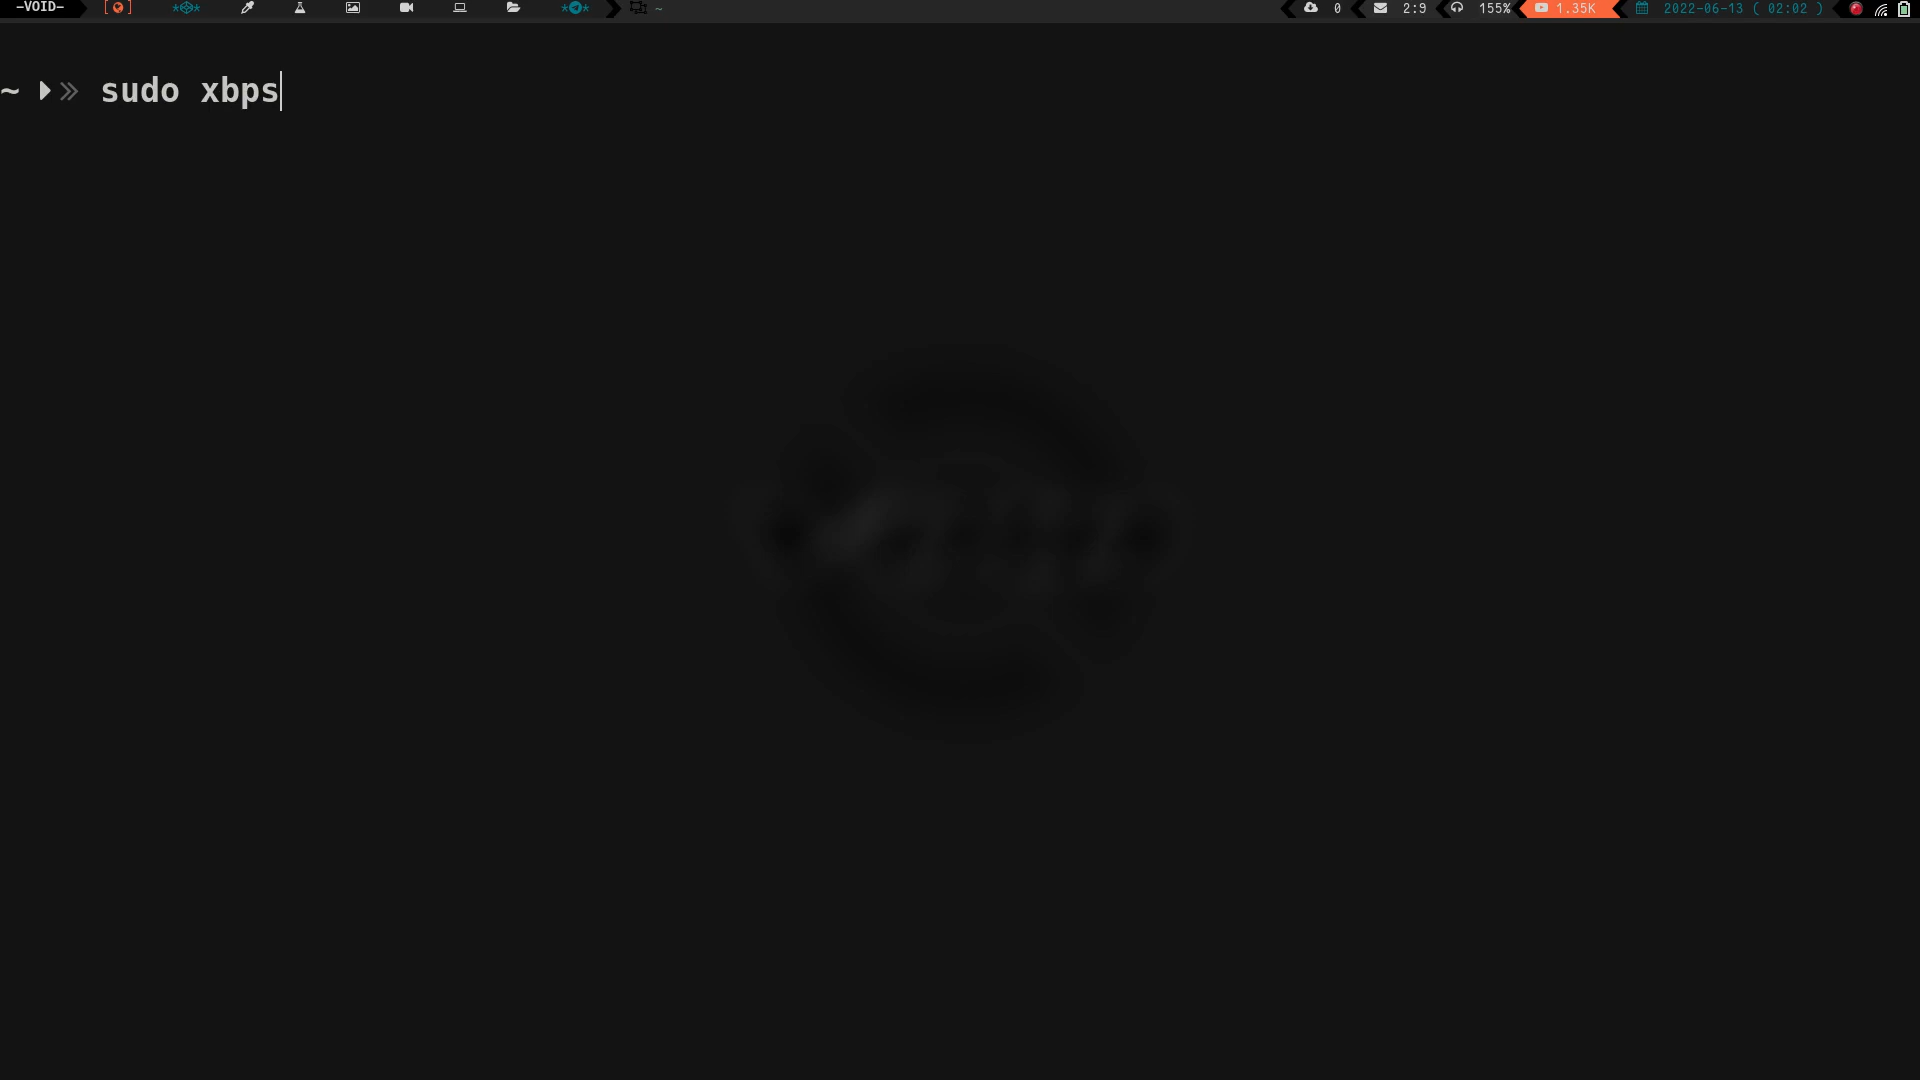 —VOID— [ ] * * * * ~ 0 2:9 155% 1.35K 2022-06-13 ( 02:02 )
~ sudo xbps